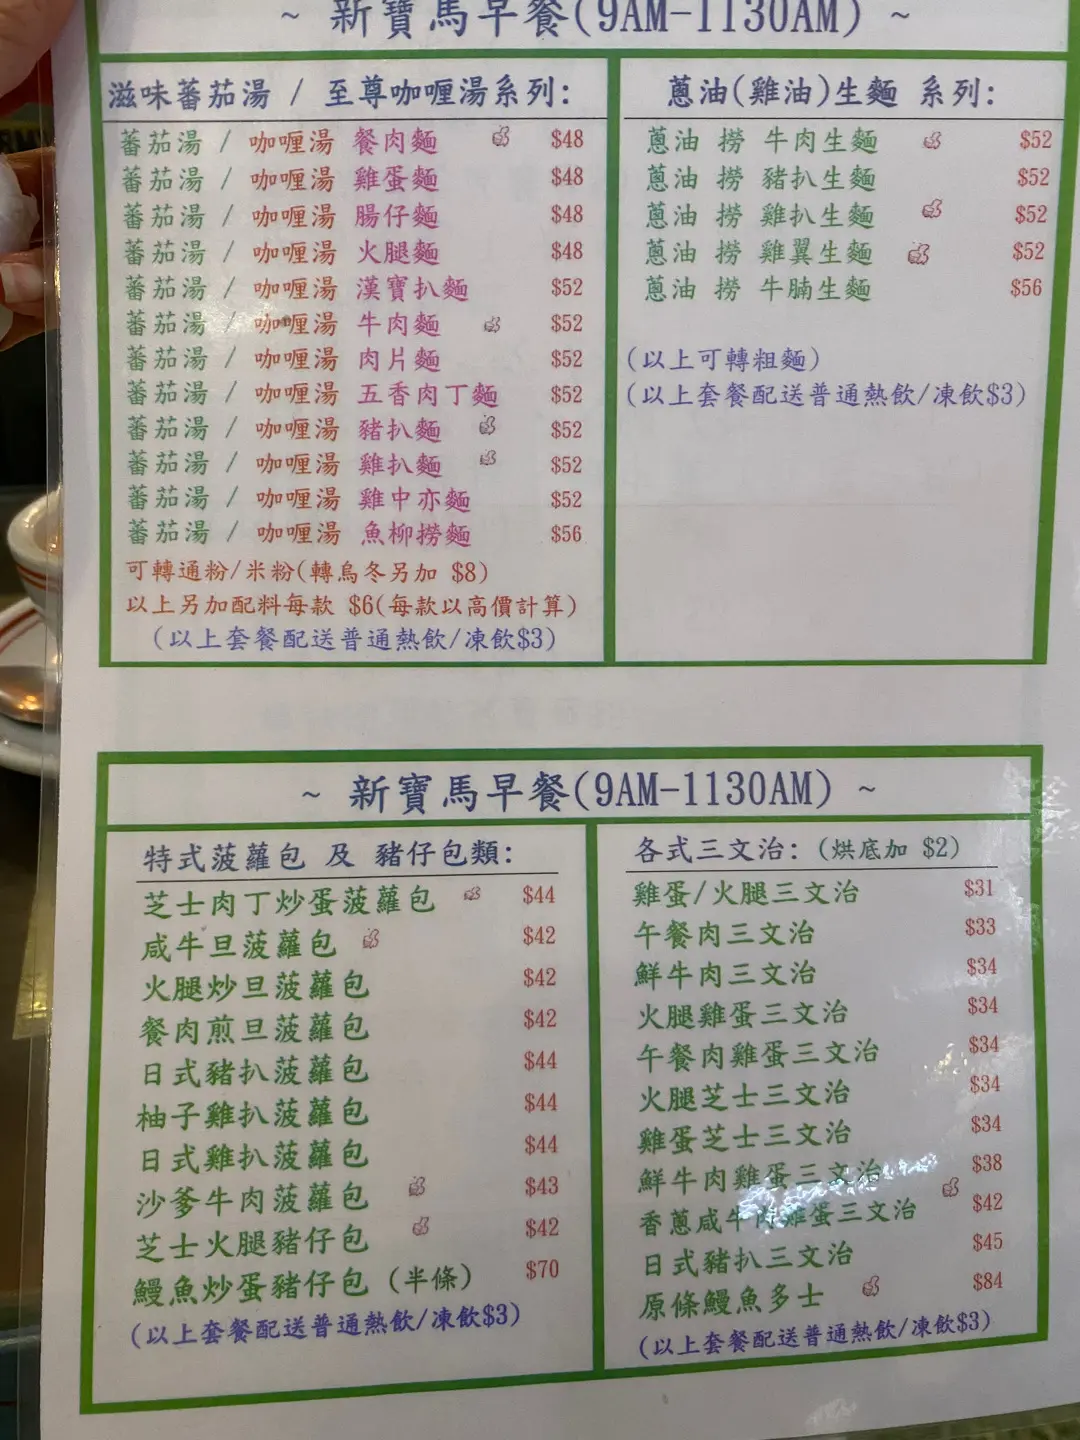 ~ 新寶馬早餐(9AM-1130AM) ~
滋味蕃茄湯 / 至尊咖喱湯系列:
蕃茄湯 / 咖喱湯 餐肉麵 $48
蕃茄湯 / 咖喱湯 雞蛋麵 $48
蕃茄湯 / 咖喱湯 腸仔麵 $48
蕃茄湯 / 咖喱湯 火腿麵 $48
蕃茄湯 / 咖喱湯 漢寶扒麵 $52
蕃茄湯 / 咖喱湯 牛肉麵 $52
蕃茄湯 / 咖喱湯 肉片麵 $52
蕃茄湯 / 咖喱湯 五香肉丁麵 $52
蕃茄湯 / 咖喱湯 豬扒麵 $52
蕃茄湯 / 咖喱湯 雞扒麵 $52
蕃茄湯 / 咖喱湯 雞中亦麵 $52
蕃茄湯 / 咖喱湯 魚柳撈麵 $56
可轉通粉/米粉(轉烏冬另加 $8)
以上另加配料每款 $6(每款以高價計算)
(以上套餐配送普通熱飲/凍飲$3)
蔥油(雞油)生麵 系列:
蔥油 撈 牛肉生麵 $52
蔥油 撈 豬扒生麵 $52
蔥油 撈 雞扒生麵 $52
蔥油 撈 雞翼生麵 $52
蔥油 撈 牛腩生麵 $56
(以上可轉粗麵)
(以上套餐配送普通熱飲/凍飲$3)
~ 新寶馬早餐(9AM-1130AM) ~
特式菠蘿包 及 豬仔包類:
芝士肉丁炒蛋菠蘿包 $44
咸牛旦菠蘿包 $42
火腿炒旦菠蘿包 $42
餐肉煎旦菠蘿包 $42
日式豬扒菠蘿包 $44
柚子雞扒菠蘿包 $44
日式雞扒菠蘿包 $44
沙爹牛肉菠蘿包 $43
芝士火腿豬仔包 $42
鰻魚炒蛋豬仔包 (半條) $70
(以上套餐配送普通熱飲/凍飲$3)
各式三文治: (烘底加 $2)
雞蛋/火腿三文治 $31
午餐肉三文治 $33
鮮牛肉三文治 $34
火腿雞蛋三文治 $34
午餐肉雞蛋三文治 $34
火腿芝士三文治 $34
雞蛋芝士三文治 $34
鮮牛肉雞蛋三文治 $38
香蔥咸牛肉雞蛋三文治 $42
日式豬扒三文治 $45
原條鰻魚多士 $84
(以上套餐配送普通熱飲/凍飲$3)